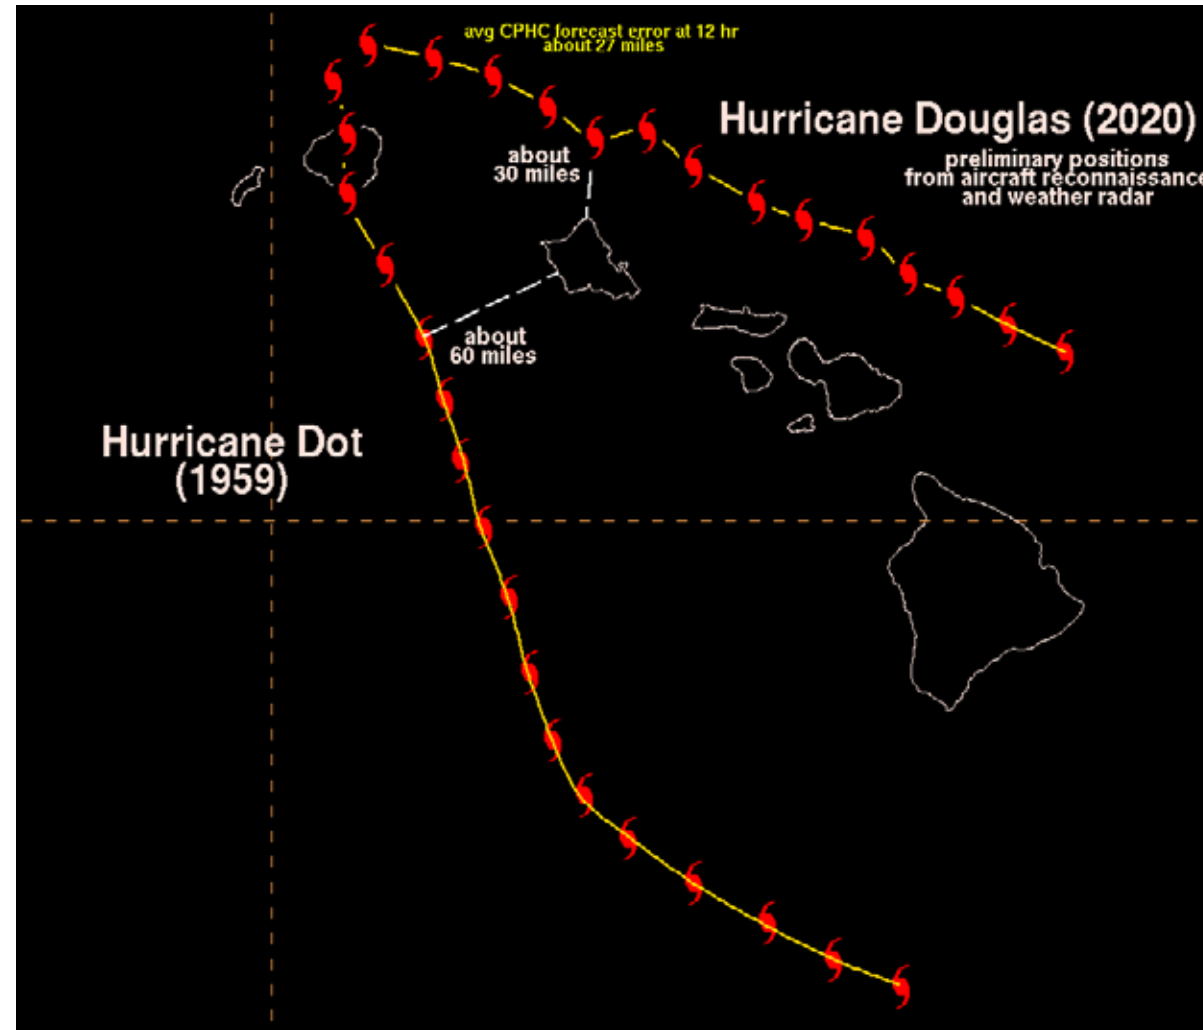 avg CPHC forecast error at 12 hr
about 27 miles
Hurricane Douglas (2020)
preliminary positions
from aircraft reconnaissance
and weather radar
about
30 miles
about
60 miles
Hurricane Dot
(1959)